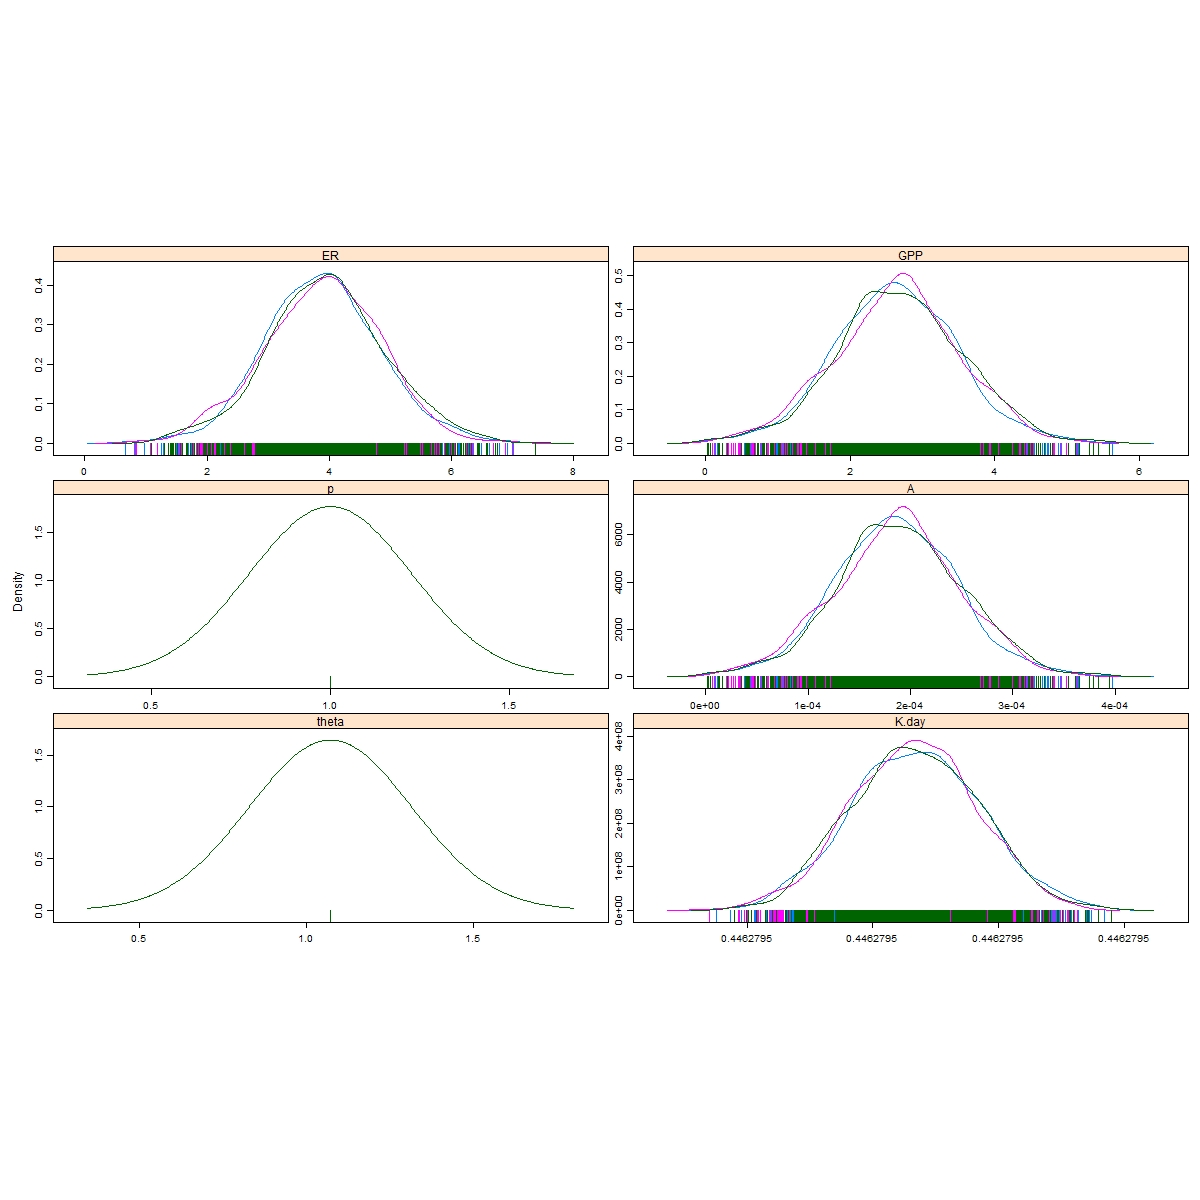 ER
GPP
0.0 0.1 0.2 0.3 0.4
0.0 0.1 0.2 0.3 0.4 0.5
0 2 4 6 8
0 2 4 6
p
A
Density
0.0 0.5 1.0 1.5
0 2000 4000 6000
0.5 1.0 1.5
0e+00 1e-04 2e-04 3e-04 4e-04
theta
K.day
0.0 0.5 1.0 1.5
0e+00 1e+08 2e+08 3e+08 4e+08
0.5 1.0 1.5
0.4462795 0.4462795 0.4462795 0.4462795